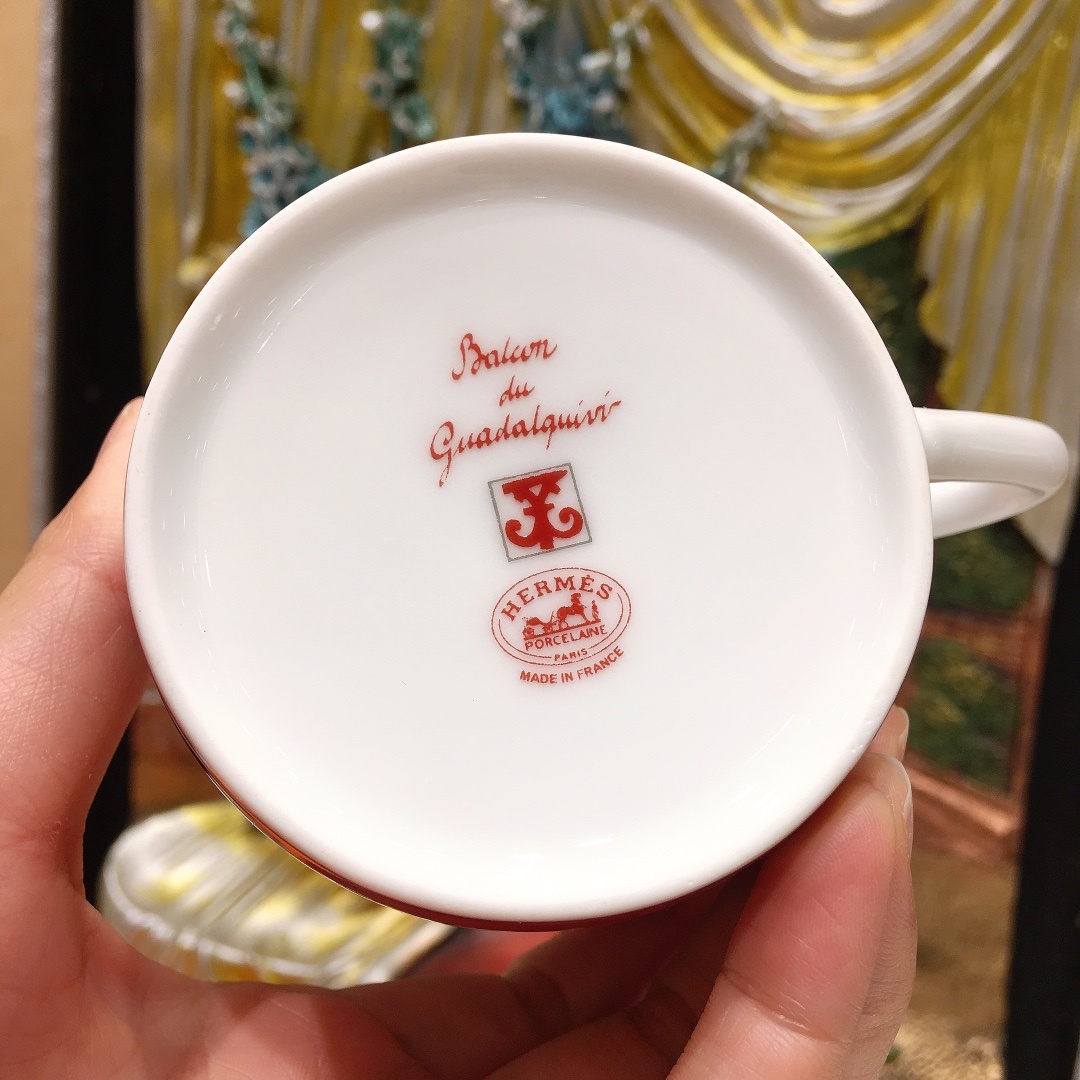 Balcon
du
Guadalquivir
HERMÈS
PORCELAINE
PARIS
MADE IN FRANCE